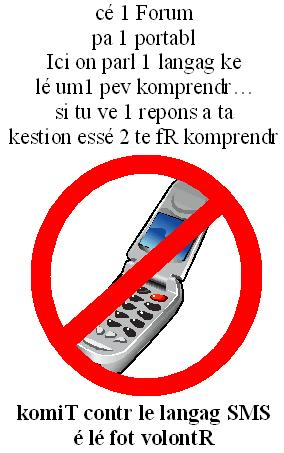 cé 1 Forum
pa 1 portabl
Ici on parl 1 langag ke
lé um1 pev komprendr…
si tu ve 1 repons a ta
kestion essé 2 te fR komprendr
komiT contr le langag SMS
é lé fot volontR